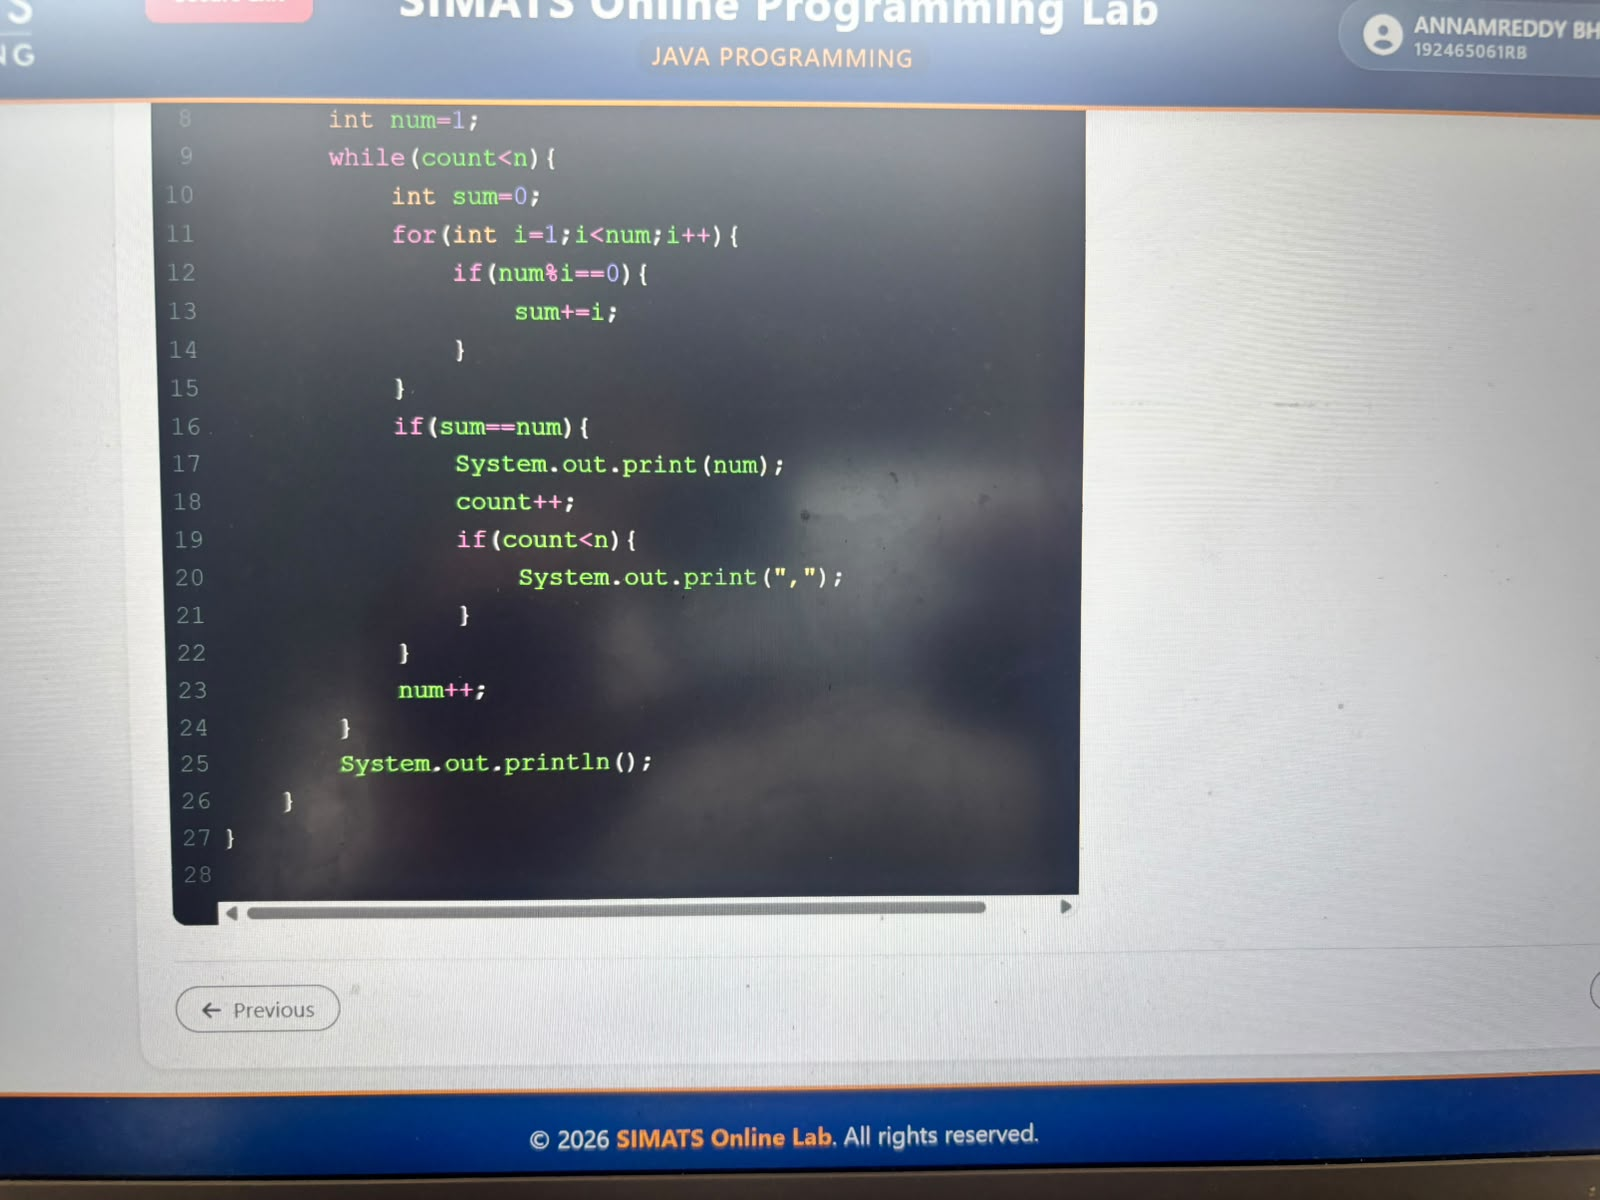 S
NG
SIMATS Online Programming Lab
JAVA PROGRAMMING
ANNAMREDDY BH
192465061RB
8 int num=1;
9 while(count<n){
10 int sum=0;
11 for(int i=1;i<num;i++){
12 if(num%i==0){
13 sum+=i;
14 }
15 }
16 if(sum==num){
17 System.out.print(num);
18 count++;
19 if(count<n){
20 System.out.print(",");
21 }
22 }
23 num++;
24 }
25 System.out.println();
26 }
27 }
28
← Previous
© 2026 SIMATS Online Lab. All rights reserved.